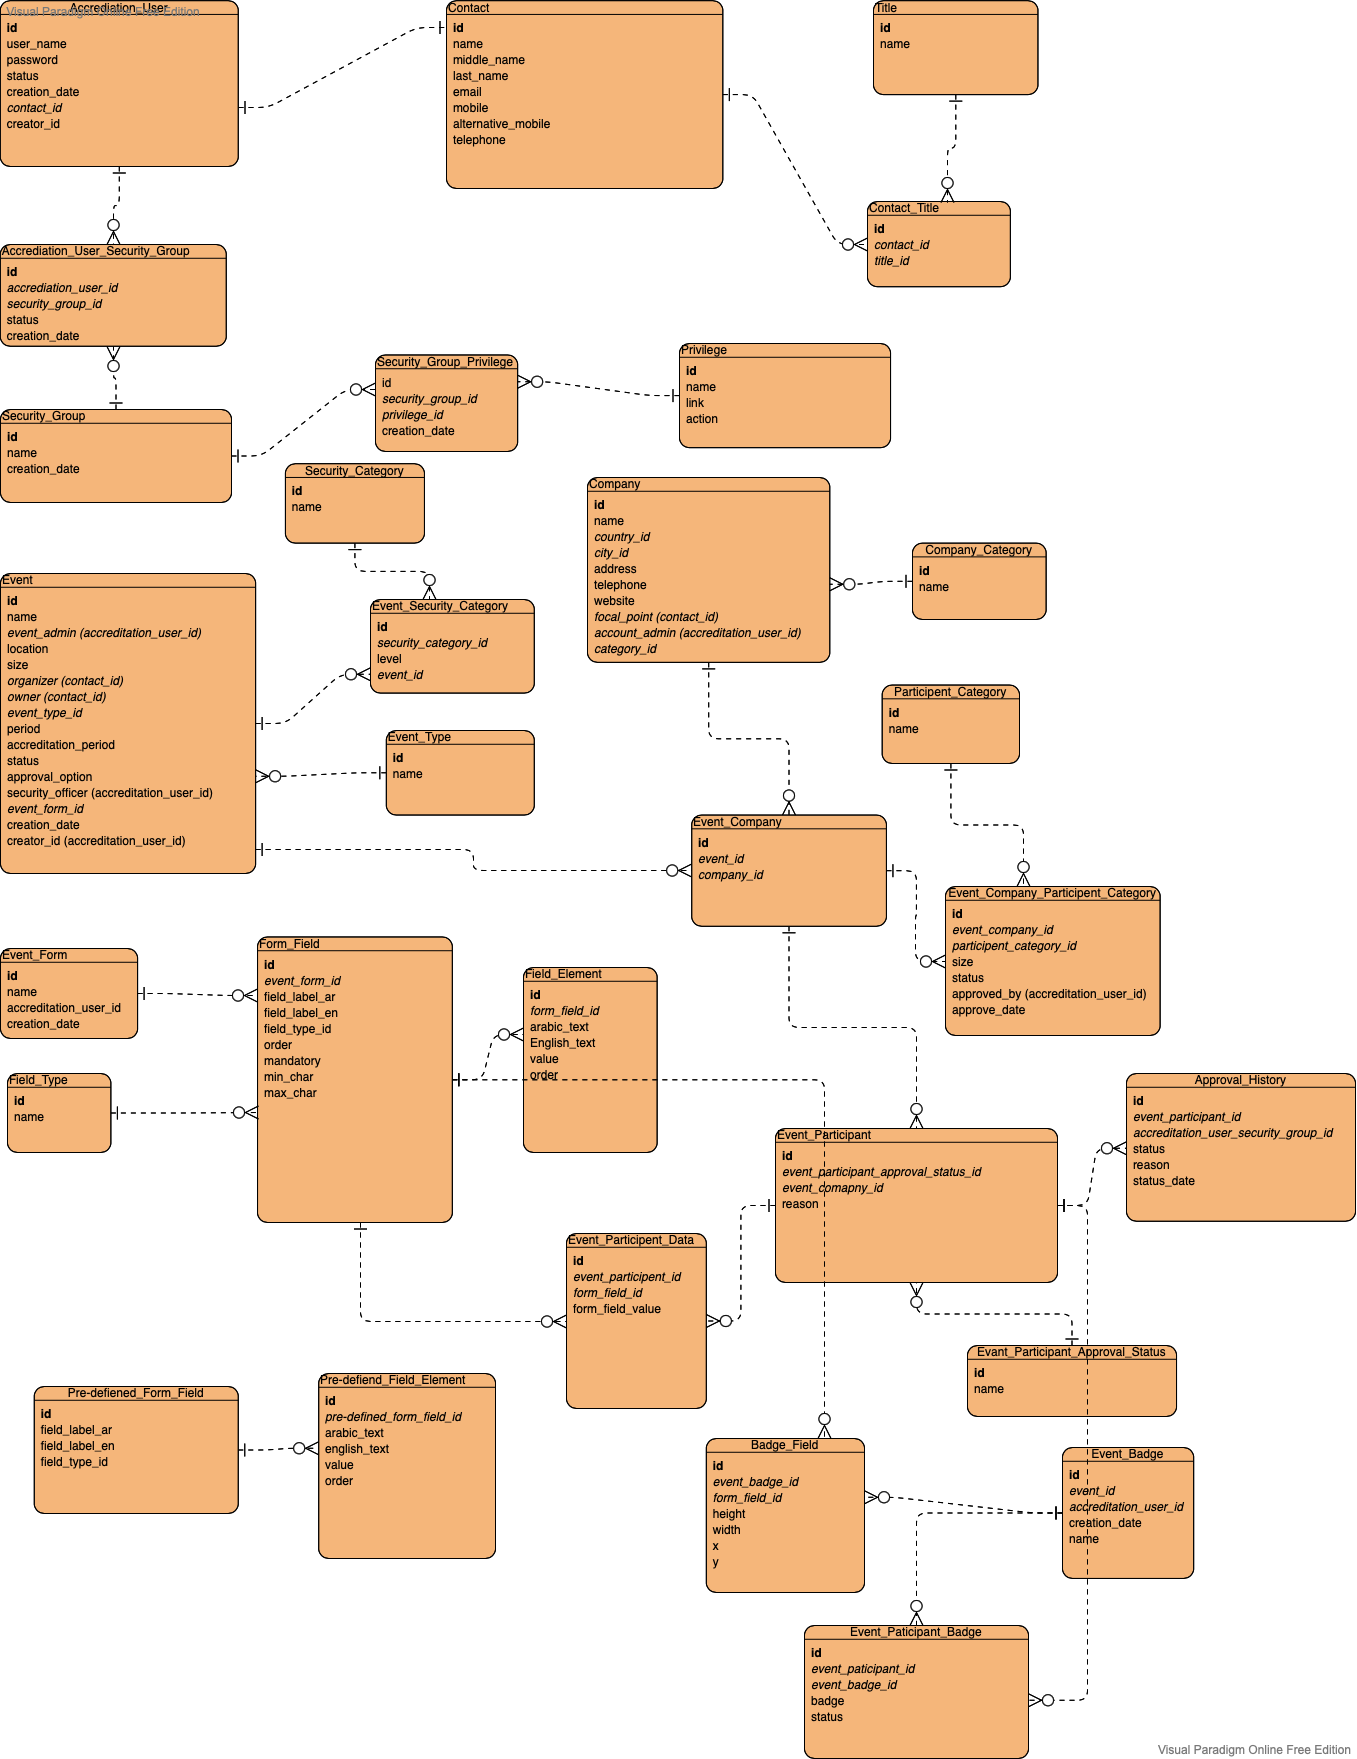 Visual Paradigm Online Free Edition
Accrediation_User
id
user_name
password
status
creation_date
contact_id
creator_id
Contact
id
name
middle_name
last_name
email
mobile
alternative_mobile
telephone
Title
id
name
Contact_Title
id
contact_id
title_id
Accrediation_User_Security_Group
id
accrediation_user_id
security_group_id
status
creation_date
Security_Group_Privilege
id
security_group_id
privilege_id
creation_date
Privilege
id
name
link
action
Security_Group
id
name
creation_date
Security_Category
id
name
Company
id
name
country_id
city_id
address
telephone
website
focal_point (contact_id)
account_admin (accreditation_user_id)
category_id
Company_Category
id
name
Event
id
name
event_admin (accreditation_user_id)
location
size
organizer (contact_id)
owner (contact_id)
event_type_id
period
accreditation_period
status
approval_option
security_officer (accreditation_user_id)
event_form_id
creation_date
creator_id (accreditation_user_id)
Event_Security_Category
id
security_category_id
level
event_id
Participent_Category
id
name
Event_Type
id
name
Event_Company
id
event_id
company_id
Event_Company_Participent_Category
id
event_company_id
participent_category_id
size
status
approved_by (accreditation_user_id)
approve_date
Event_Form
id
name
accreditation_user_id
creation_date
Form_Field
id
event_form_id
field_label_ar
field_label_en
field_type_id
order
mandatory
min_char
max_char
Field_Element
id
form_field_id
arabic_text
English_text
value
order
Field_Type
id
name
Approval_History
id
event_participant_id
accreditation_user_security_group_id
status
reason
status_date
Event_Participant
id
event_participant_approval_status_id
event_comapny_id
reason
Event_Participent_Data
id
event_participent_id
form_field_id
form_field_value
Evant_Participant_Approval_Status
id
name
Pre-defiened_Form_Field
id
field_label_ar
field_label_en
field_type_id
Pre-defiend_Field_Element
id
pre-defined_form_field_id
arabic_text
english_text
value
order
Badge_Field
id
event_badge_id
form_field_id
height
width
x
y
Event_Badge
id
event_id
accreditation_user_id
creation_date
name
Event_Paticipant_Badge
id
event_paticipant_id
event_badge_id
badge
status
Visual Paradigm Online Free Edition